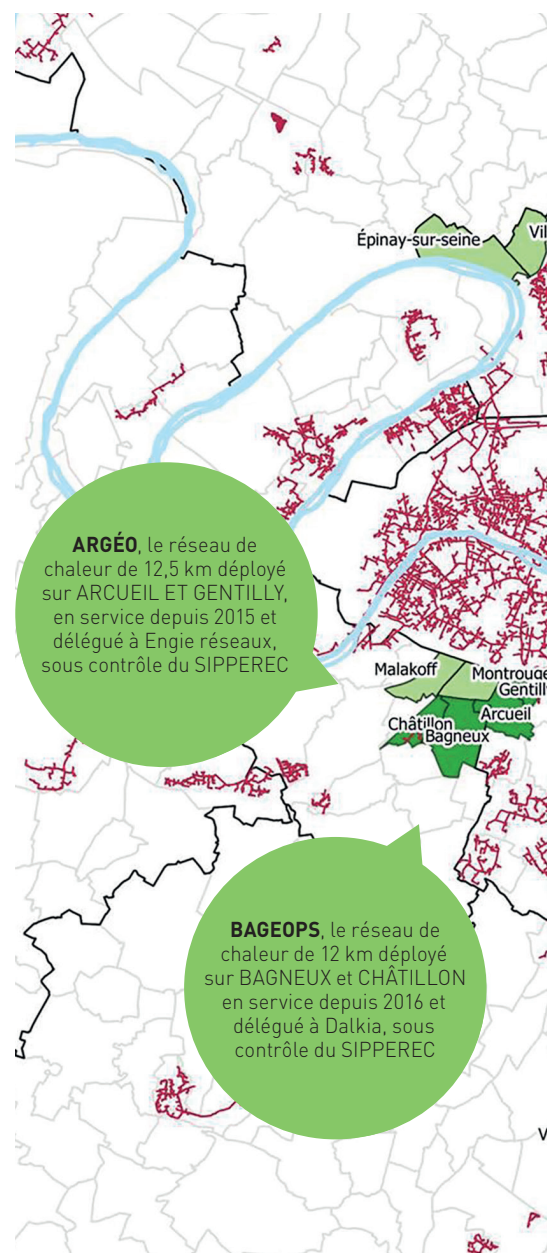 Épinay-sur-seine
Vil
ARGÉO, le réseau de
chaleur de 12,5 km déployé
sur ARCUEIL ET GENTILLY,
en service depuis 2015 et
délégué à Engie réseaux,
sous contrôle du SIPPEREC
Malakoff
Montrouge
Gentill
Arcueil
Châtillon
Bagneux
BAGEOPS, le réseau de
chaleur de 12 km déployé
sur BAGNEUX et CHÂTILLON
en service depuis 2016 et
délégué à Dalkia, sous
contrôle du SIPPEREC
V